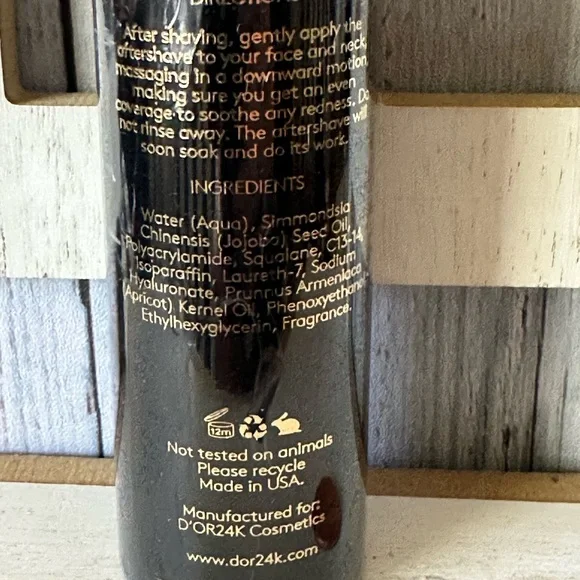 DIRECTIONS
After shaving, gently apply the
aftershave to your face and neck,
massaging in a downward motion,
making sure you get an even
coverage to soothe any redness. Do
not rinse away. The aftershave will
soon soak and do its work.
INGREDIENTS
Water (Aqua), Simmondsia
Chinensis (Jojoba) Seed Oil,
Polyacrylamide, Squalane, C13-14
Isoparaffin, Laureth-7, Sodium
Hyaluronate, Prunnus Armeniaca
(Apricot) Kernel Oil, Phenoxyethanol,
Ethylhexyglycerin, Fragrance.
12m
Not tested on animals
Please recycle
Made in USA.
Manufactured for:
D'OR24K Cosmetics
www.dor24k.com